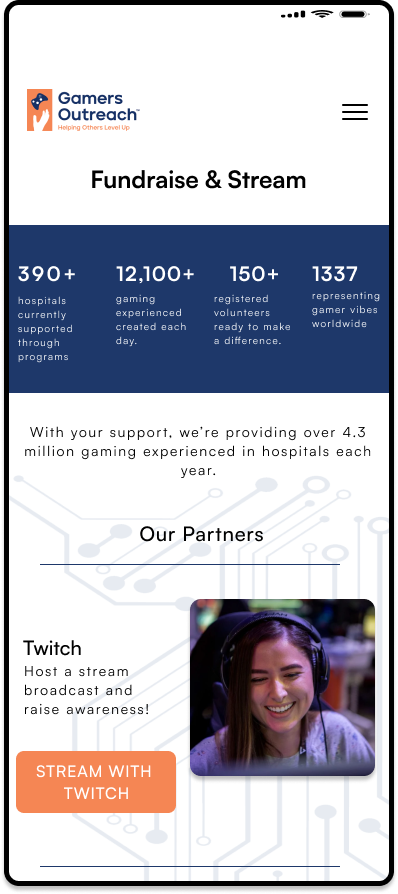 Gamers
Outreach™
Helping Others Level Up
Fundraise & Stream
390+
hospitals
currently
supported
through
programs
12,100+
gaming
experienced
created each
day.
150+
registered
volunteers
ready to make
a difference.
1337
representing
gamer vibes
worldwide
With your support, we’re providing over 4.3
million gaming experienced in hospitals each
year.
Our Partners
Twitch
Host a stream
broadcast and
raise awareness!
STREAM WITH
TWITCH